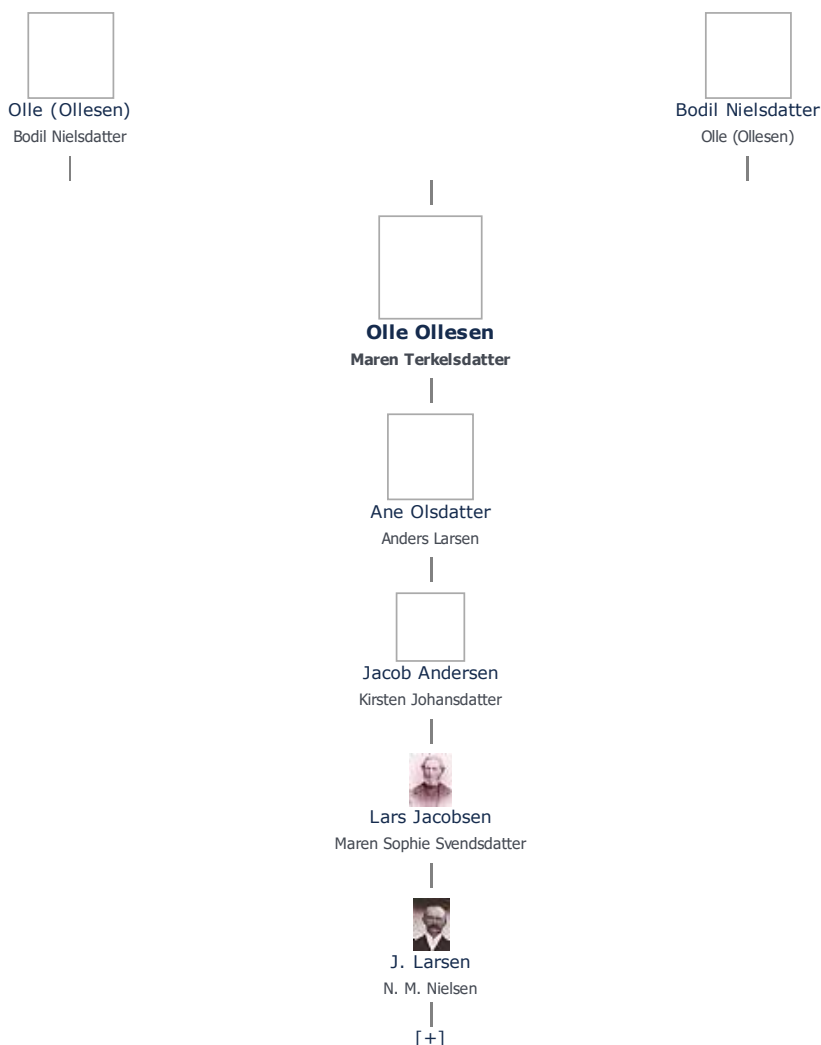 Olle (Ollesen)
Bodil Nielsdatter
Bodil Nielsdatter
Olle (Ollesen)
Olle Ollesen
Maren Terkelsdatter
Ane Olsdatter
Anders Larsen
Jacob Andersen
Kirsten Johansdatter
Lars Jacobsen
Maren Sophie Svendsdatter
J. Larsen
N. M. Nielsen
[+]